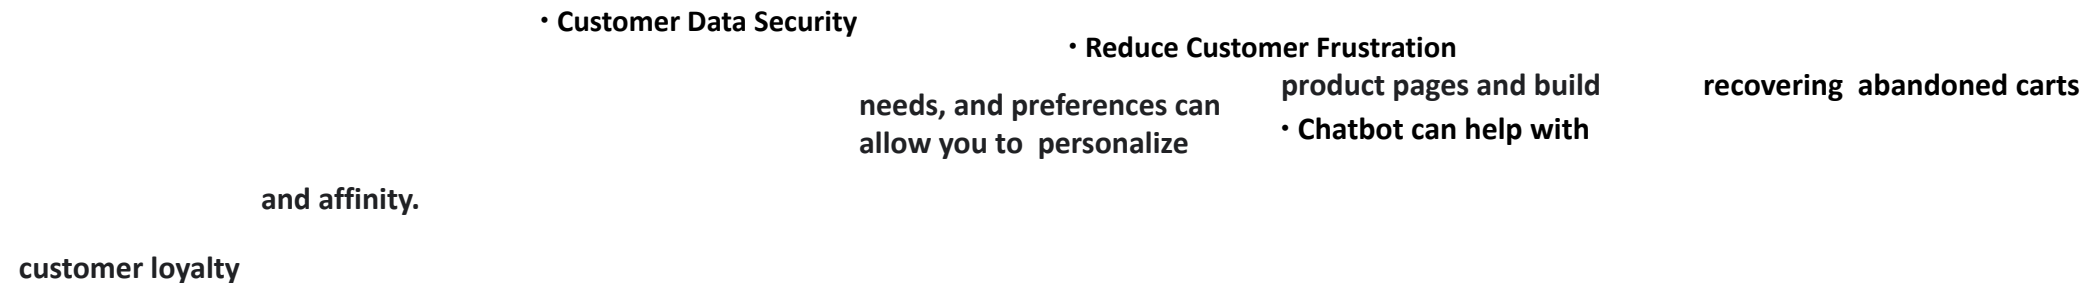 · Customer Data Security
· Reduce Customer Frustration
needs, and preferences can
allow you to personalize
product pages and build
· Chatbot can help with
recovering abandoned carts
and affinity.
customer loyalty